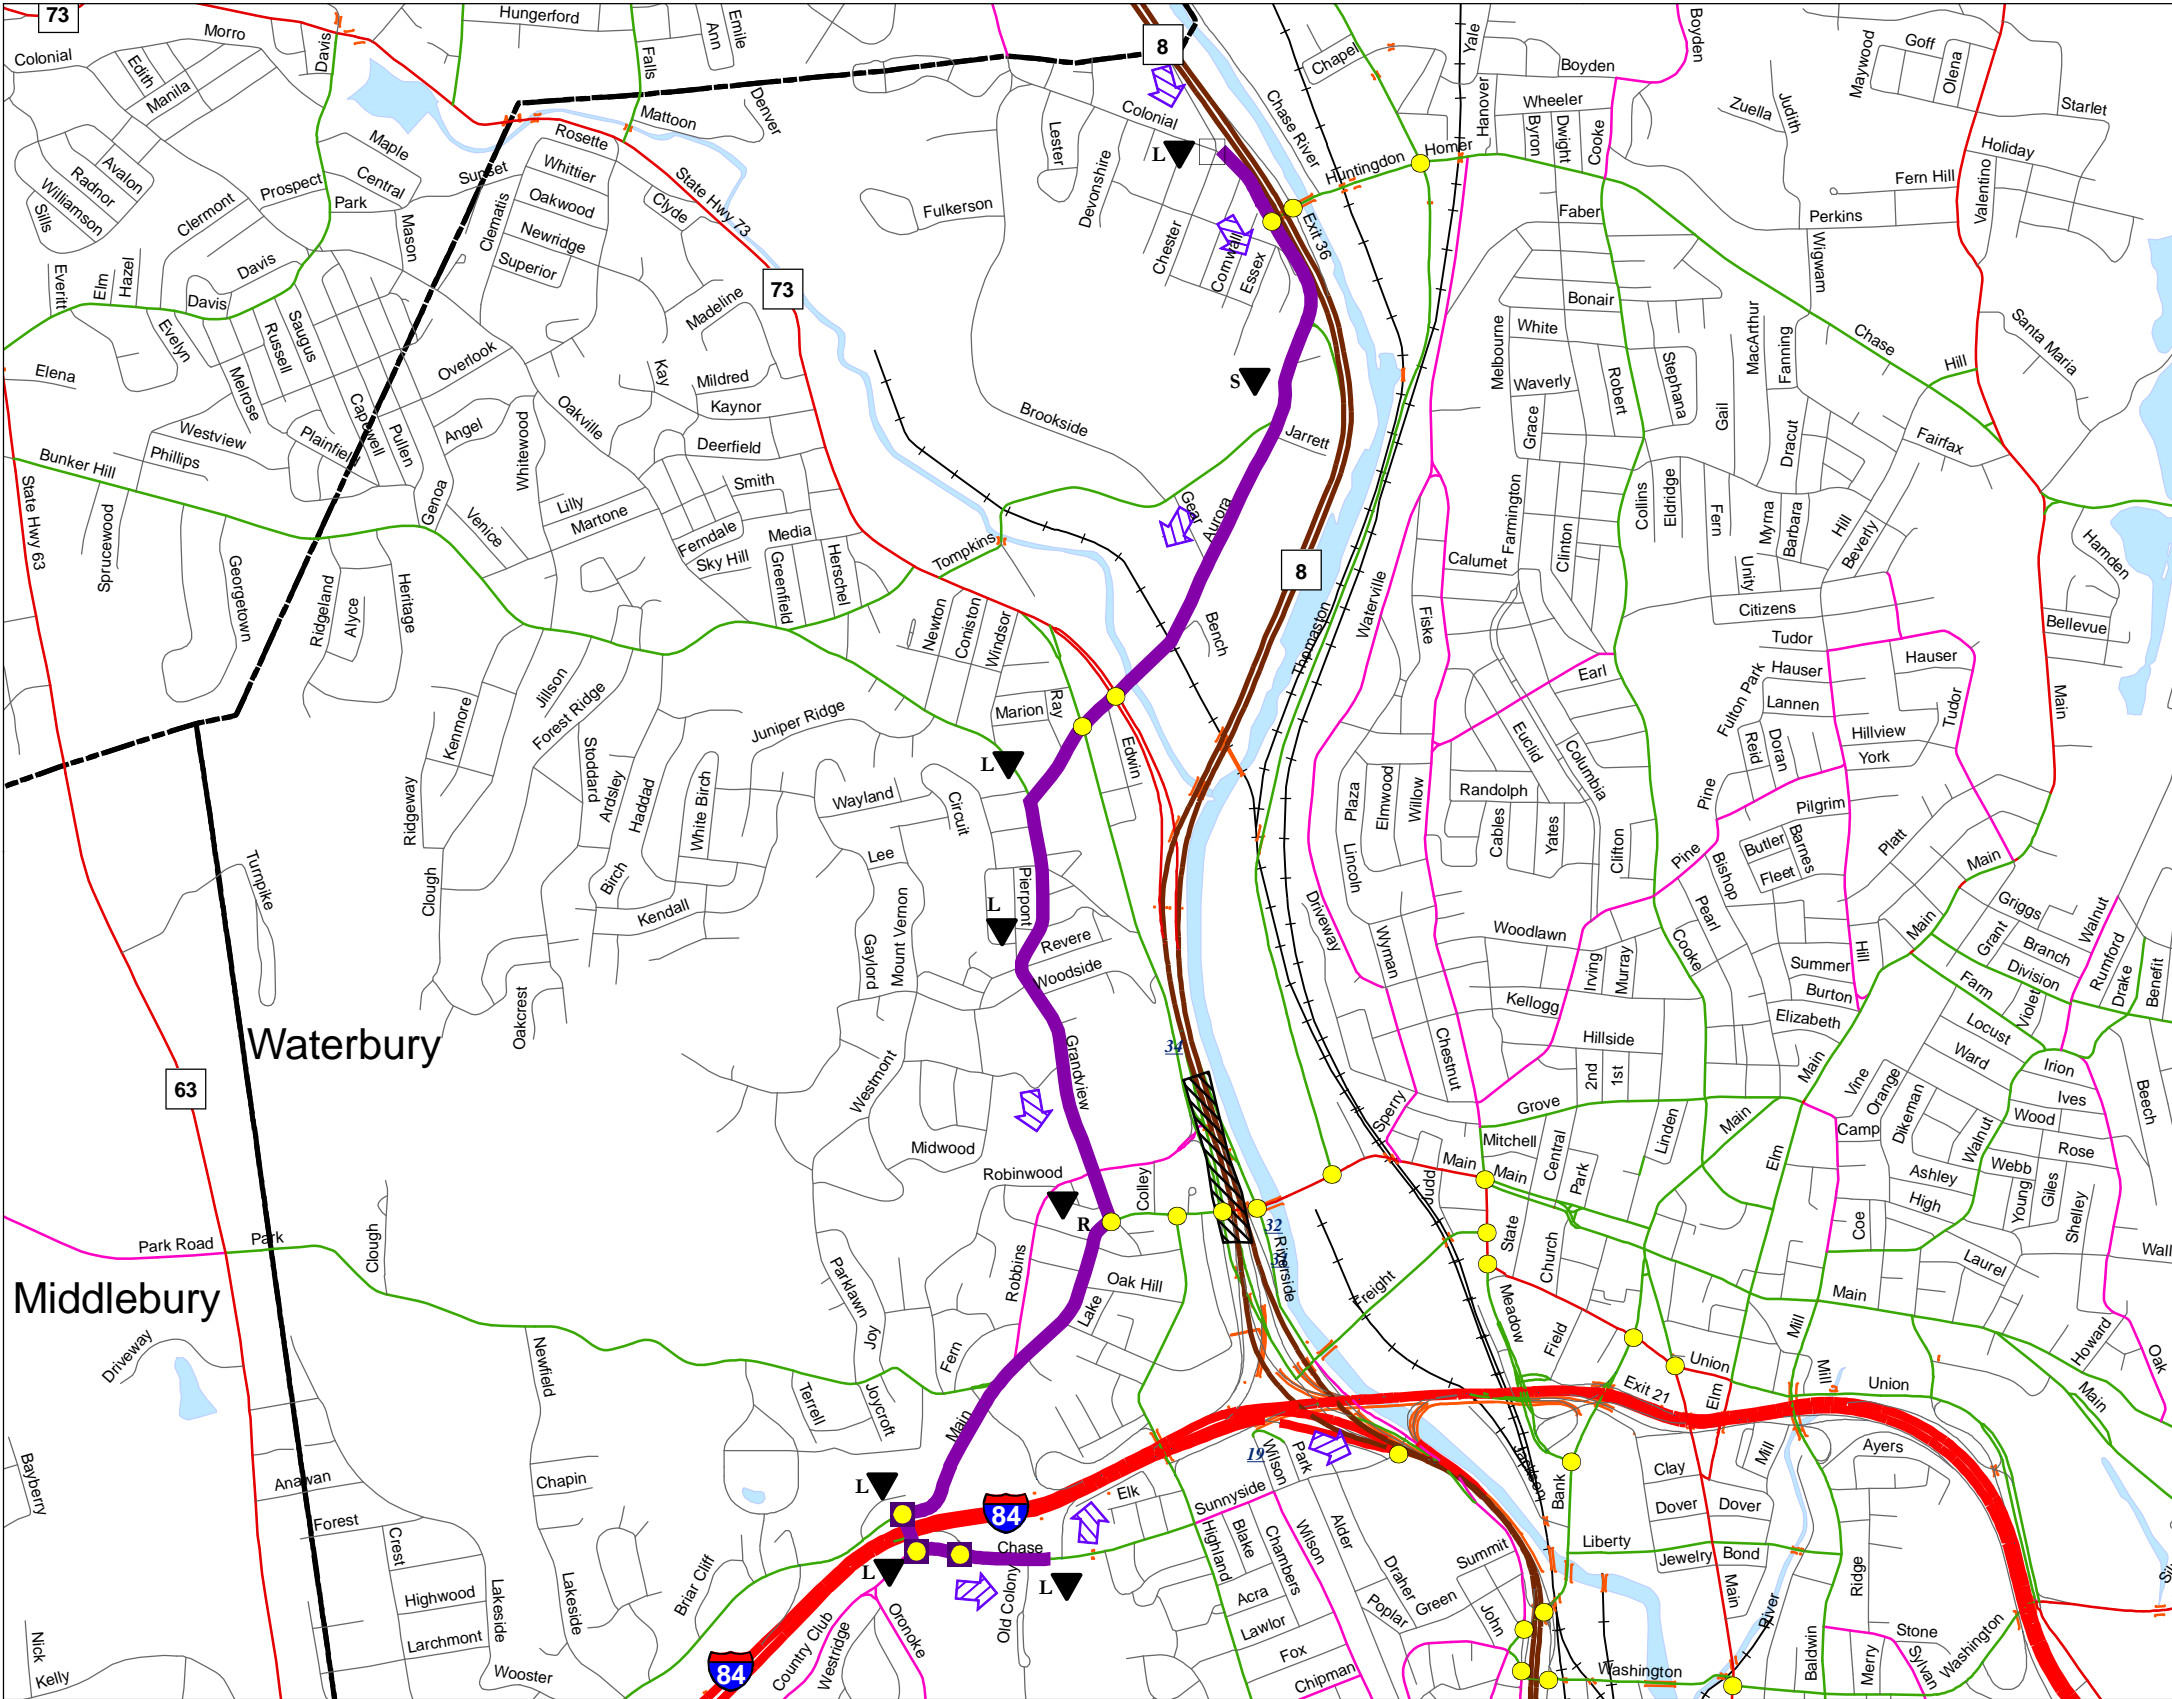 73
Hungerford
Morro
Colonial
Davis
Edith
Manila
Falls
Ann
Emile
8
Chapel
Yale
Boyden
Boyden
Goff
Maywood
Olena
Starlet
Mattoon
Denver
Rosette
Colonial
Chase River
Hanover
Wheeler
Byron
Dwight
Cooke
Zuella
Judith
Holiday
Maple
Central
Sunset
Whittier
Oakwood
Newridge
Superior
Clematis
State Hwy 73
Clyde
Lester
Devonshire
L
Huntingdon
Homer
Fern Hill
Valentino
Avalon
Radnor
Williamson
Sills
Clermont
Prospect
Park
Mason
Fulkerson
Chester
Cornwall
Essex
Exit 36
Faber
Perkins
Wigwam
Everitt
Elm
Hazel
Davis
Davis
Evelyn
73
Madeline
Bonair
White
Melbourne
Waverly
Grace
Robert
Stephana
MacArthur
Fanning
Gail
Dracut
Chase
Hill
Santa Maria
Saugus
Russell
Melrose
Elena
Overlook
Kay
Mildred
Kaynor
Deerfield
S
Brookside
Jarrett
Fairfax
Westview
Phillips
Bunker Hill
Plainfield
Capewell
Pullen
Angel
Genoa
Whitewood
Oakville
State Hwy 63
Sprucewood
Georgetown
Ridgeland
Alyce
Heritage
Venice
Lilly
Martone
Smith
Media
Ferndale
Sky Hill
Greenfield
Herschel
Tompkins
Gear
Aurora
8
Farmington
Clinton
Calumet
Collins
Eldridge
Fern
Myrna
Barbara
Unity
Hill
Beverly
Hamden
Citizens
Bellevue
Newton
Coniston
Windsor
Bench
Thomaston
Waterville
Fiske
Tudor
Hauser
Hauser
Earl
Marion
Ray
Edwin
Fulton Park
Lannen
Tudor
Main
Kenmore
Jillson
Forest Ridge
Juniper Ridge
Stoddard
Ardsley
Haddad
White Birch
Birch
Kendall
Ridgeway
Clough
L
Wayland
Circuit
Lee
Gaylord
Mount Vernon
Pierpont
L
Revere
Woodside
Euclid
Columbia
Reid
Doran
Hillview
York
Plaza
Elmwood
Willow
Randolph
Cables
Yates
Clifton
Pine
Pine
Pilgrim
Butler
Barnes
Fleet
Bishop
Pearl
Platt
Main
Lincoln
Driveway
Wyman
Woodlawn
Irving
Murray
Cooke
Hill
Main
Griggs
Grant
Branch
Division
Walnut
Rumford
Drake
Benefit
Turnpike
Oakcrest
Waterbury
Summer
Burton
Elizabeth
Kellogg
Hillside
2nd
1st
Farm
Violet
Locust
Ward
Irion
Ives
Beech
34
Grandview
Chestnut
Westmont
Midwood
63
Robinwood
Colley
R
Sperry
Grove
Mitchell
Main
Main
Judd
Central
Park
Linden
Main
Main
Elm
Vine
Orange
Dikeman
Camp
Walnut
Wood
Webb
Rose
Ashley
High
Young
Giles
Shelley
Park Road
Park
Clough
Middlebury
Robbins
Oak Hill
Lake
32
Riverside
Freight
State
Church
Coe
Laurel
Wall
Main
Parklawn
Joy
Fern
Meadow
Field
Mill
Mill
Howard
Oak
Driveway
Newfield
Terrell
Joycroft
Main
Exit 21
Union
Elm
Union
Main
Bayberry
Anawan
Chapin
L
84
Elk
19
Wilson
Park
Jackson
Bank
Clay
Dover
Dover
Mill
Ayers
Forest
Crest
Highwood
Larchmont
Lakeside
Lakeside
Briar Cliff
Chase
L
L
Old Colony
Sunnyside
Highland
Blake
Chambers
Wilson
Alder
Draher
Summit
Green
Poplar
John
Liberty
Jewelry
Bond
Main
River
Ridge
Nick
Kelly
Wooster
84
Country Club
Westridge
Oronoke
Acra
Lawlor
Fox
Chipman
Washington
Baldwin
Merry
Stone
Sylvan
Washington